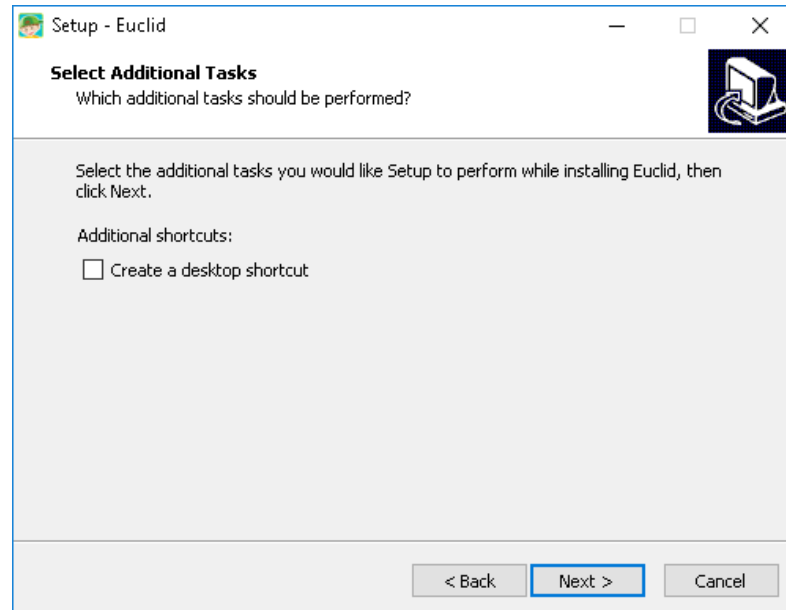 Setup - Euclid
Select Additional Tasks
Which additional tasks should be performed?
Select the additional tasks you would like Setup to perform while installing Euclid, then
click Next.
Additional shortcuts:
Create a desktop shortcut
< Back
Next >
Cancel